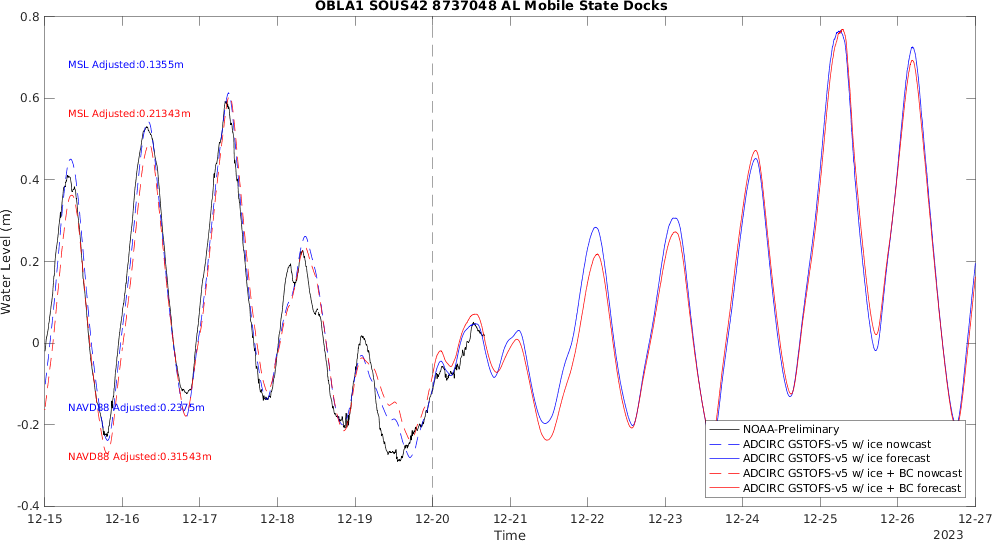 OBLA1 SOUS42 8737048 AL Mobile State Docks
0.8
0.6
0.4
0.2
0
-0.2
-0.4
Water Level (m)
MSL Adjusted:0.1355m
MSL Adjusted:0.21343m
NAVD88 Adjusted:0.2375m
NAVD88 Adjusted:0.31543m
NOAA-Preliminary
ADCIRC GSTOFS-v5 w/ ice nowcast
ADCIRC GSTOFS-v5 w/ ice forecast
ADCIRC GSTOFS-v5 w/ ice + BC nowcast
ADCIRC GSTOFS-v5 w/ ice + BC forecast
12-15 12-16 12-17 12-18 12-19 12-20 12-21 12-22 12-23 12-24 12-25 12-26 12-27
Time
2023